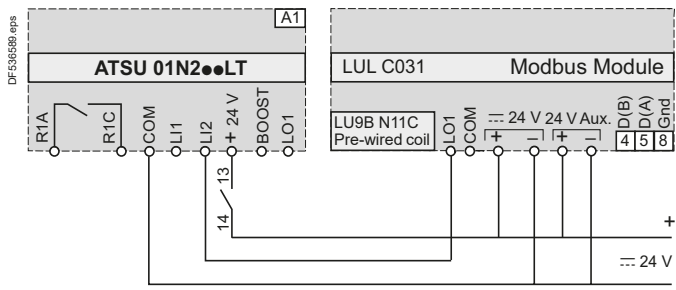 DF536589.eps
A1
ATSU 01N2●●LT
R1A
R1C
COM
LI1
LI2
+ 24 V
BOOST
LO1
13
14
LUL C031 Modbus Module
LU9B N11C
Pre-wired coil
LO1
COM
⎓ 24 V 24 V Aux.
+ – + –
D(B)
D(A)
Gnd
4 5 8
+
⎓ 24 V